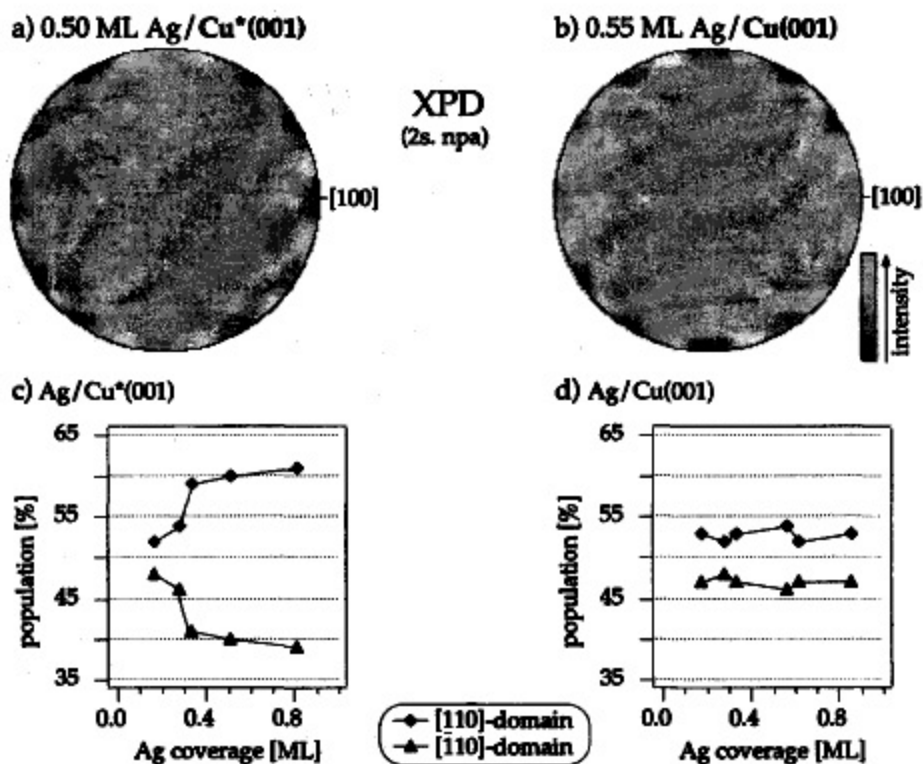 a) 0.50 ML Ag/Cu*(001)
b) 0.55 ML Ag/Cu(001)
XPD
(2s. npa)
[100]
[100]
intensity
c) Ag/Cu*(001)
d) Ag/Cu(001)
population [%]
65
55
45
35
0.0 0.4 0.8
Ag coverage [ML]
population [%]
65
55
45
35
0.0 0.4 0.8
Ag coverage [ML]
[110]-domain
[1̄10]-domain